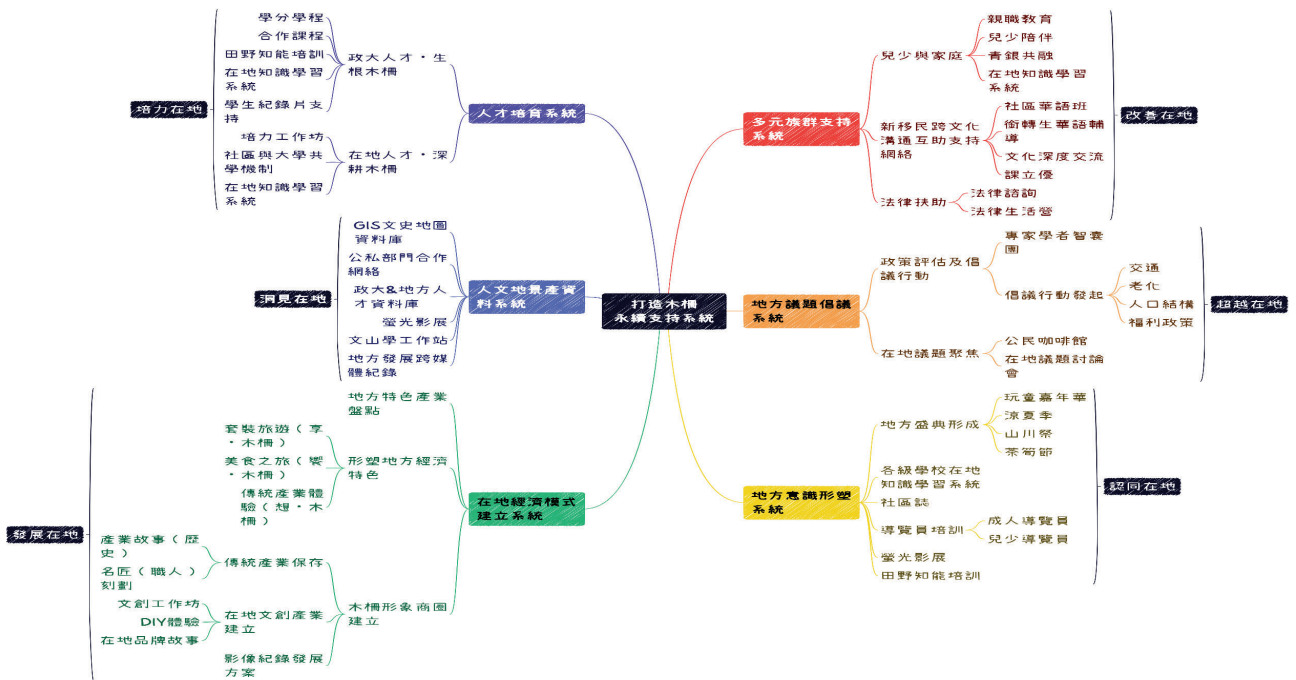 打造木柵
永續支持系統
人才培育系統
培力在地
政大人才・生
根木柵
學分學程
合作課程
田野知能培訓
在地知識學習
系統
學生紀錄片支
持
在地人才・深
耕木柵
培力工作坊
社區與大學共
學機制
在地知識學習
系統
人文地景產資
料系統
洞見在地
GIS文史地圖
資料庫
公私部門合作
網絡
政大&地方人
才資料庫
螢光影展
文山學工作站
地方發展跨媒
體紀錄
在地經濟模式
建立系統
發展在地
地方特色產業
盤點
形塑地方經濟
特色
套裝旅遊（享
・木柵）
美食之旅（饗
・木柵）
傳統產業體
驗（想・木
柵）
木柵形象商圈
建立
傳統產業保存
產業故事（歷
史）
名匠（職人）
刻劃
在地文創產業
建立
文創工作坊
DIY體驗
在地品牌故事
影像紀錄發展
方案
多元族群支持
系統
改善在地
兒少與家庭
親職教育
兒少陪伴
青銀共融
在地知識學習
系統
新移民跨文化
溝通互助支持
網絡
社區華語班
銜轉生華語輔
導
文化深度交流
課立優
法律扶助
法律諮詢
法律生活營
地方議題倡議
系統
超越在地
政策評估及倡
議行動
專家學者智囊
團
倡議行動發起
交通
老化
人口結構
福利政策
在地議題聚焦
公民咖啡館
在地議題討論
會
地方意識形塑
系統
認同在地
地方盛典形成
玩童嘉年華
涼夏季
山川祭
茶筍節
各級學校在地
知識學習系統
社區誌
導覽員培訓
成人導覽員
兒少導覽員
螢光影展
田野知能培訓